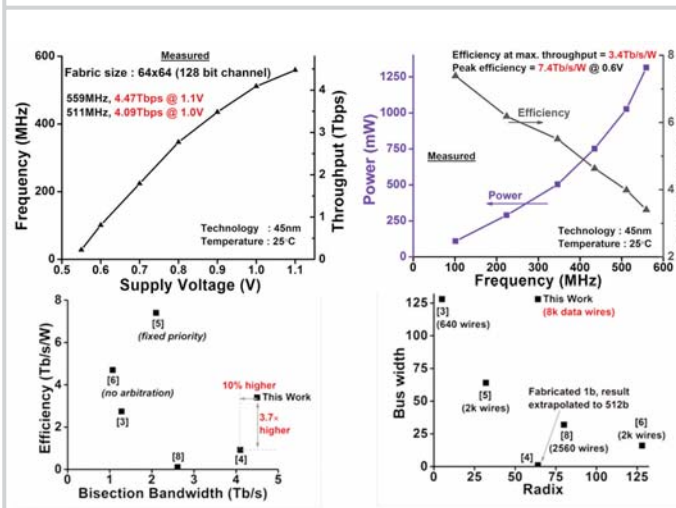 Measured
Fabric size : 64x64 (128 bit channel)
559MHz, 4.47Tbps @ 1.1V
511MHz, 4.09Tbps @ 1.0V
Technology : 45nm
Temperature : 25°C
Frequency (MHz)
600
400
200
0
Throughput (Tbps)
4
3
2
1
0
0.5 0.6 0.7 0.8 0.9 1.0 1.1
Supply Voltage (V)
Efficiency at max. throughput = 3.4Tb/s/W
Peak efficiency = 7.4Tb/s/W @ 0.6V
Efficiency
Measured
Power
Technology : 45nm
Temperature : 25°C
Power (mW)
1250
1000
750
500
250
0
8
7
6
5
4
3
2
0 100 200 300 400 500 600
Frequency (MHz)
Efficiency (Tb/s/W)
8
6
4
2
0
[5]
(fixed priority)
[6]
(no arbitration)
[3]
10% higher
This Work
3.7×
higher
[8]
[4]
0 1 2 3 4 5
Bisection Bandwidth (Tb/s)
Bus width
125
100
75
50
25
0
[3]
(640 wires)
This Work
(8k data wires)
[5]
(2k wires)
Fabricated 1b, result
extrapolated to 512b
[8]
(2560 wires)
[6]
(2k wires)
[4]
0 25 50 75 100 125
Radix